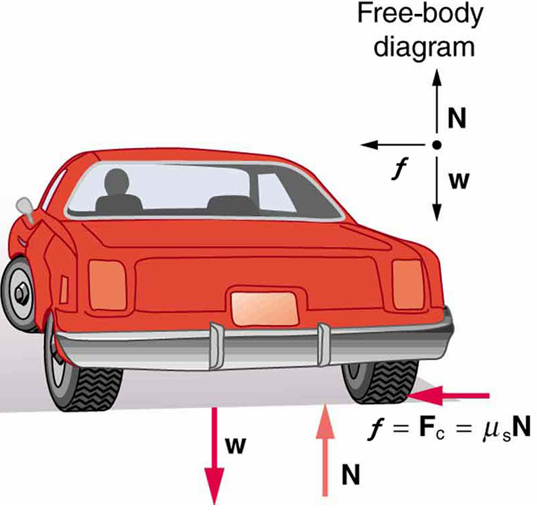 Free-body
diagram
N
f
w
f = Fc = μsN
w
N